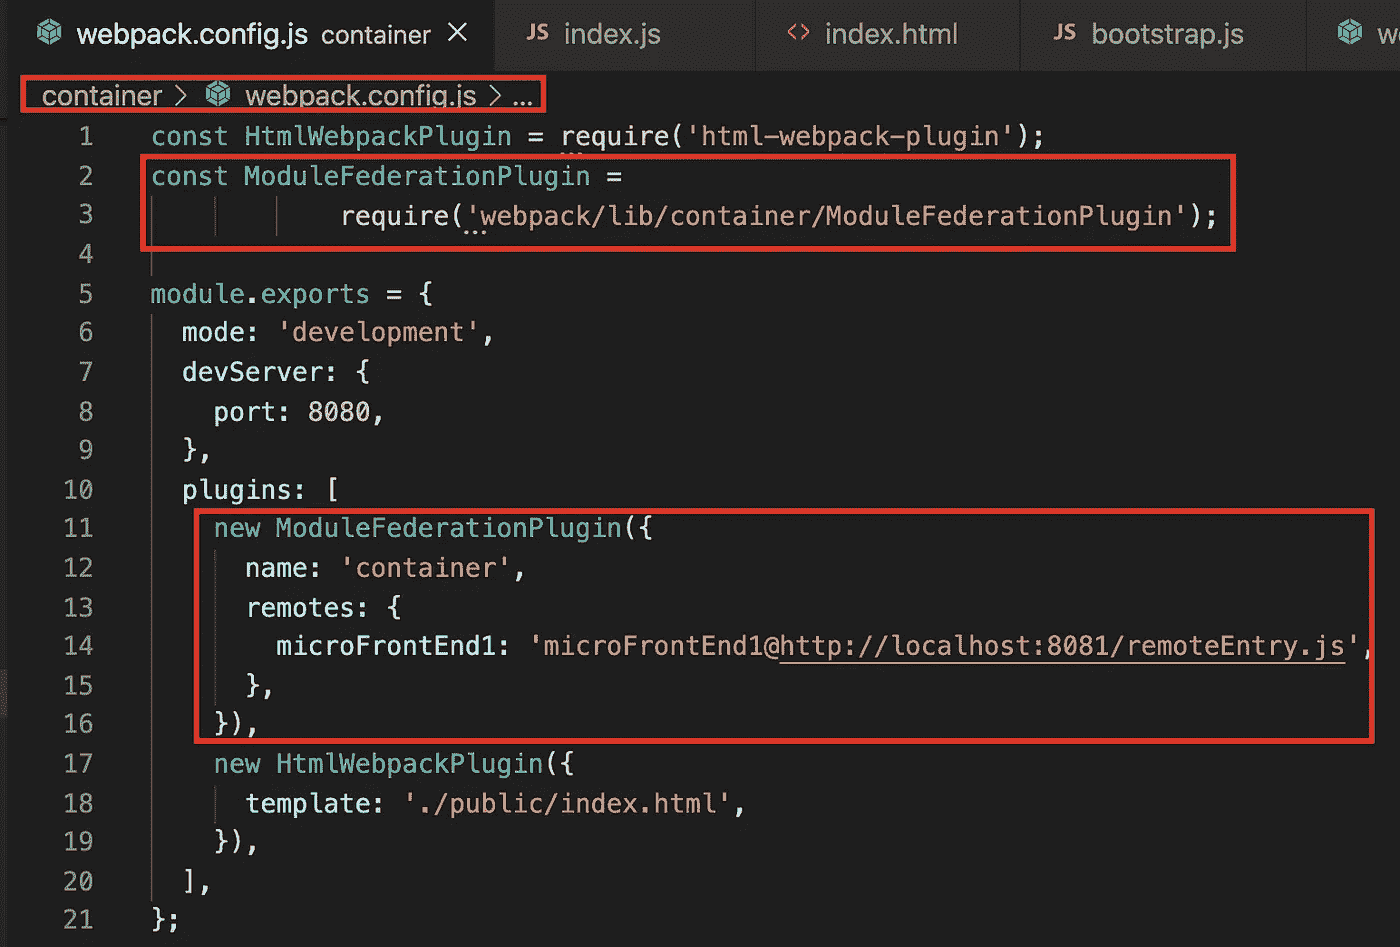 webpack.config.js container × JS index.js <> index.html JS bootstrap.js
container > webpack.config.js > ...
1 const HtmlWebpackPlugin = require('html-webpack-plugin');
2 const ModuleFederationPlugin =
3 require('webpack/lib/container/ModuleFederationPlugin');
4
5 module.exports = {
6 mode: 'development',
7 devServer: {
8 port: 8080,
9 },
10 plugins: [
11 new ModuleFederationPlugin({
12 name: 'container',
13 remotes: {
14 microFrontEnd1: 'microFrontEnd1@http://localhost:8081/remoteEntry.js',
15 },
16 }),
17 new HtmlWebpackPlugin({
18 template: './public/index.html',
19 }),
20 ],
21 };